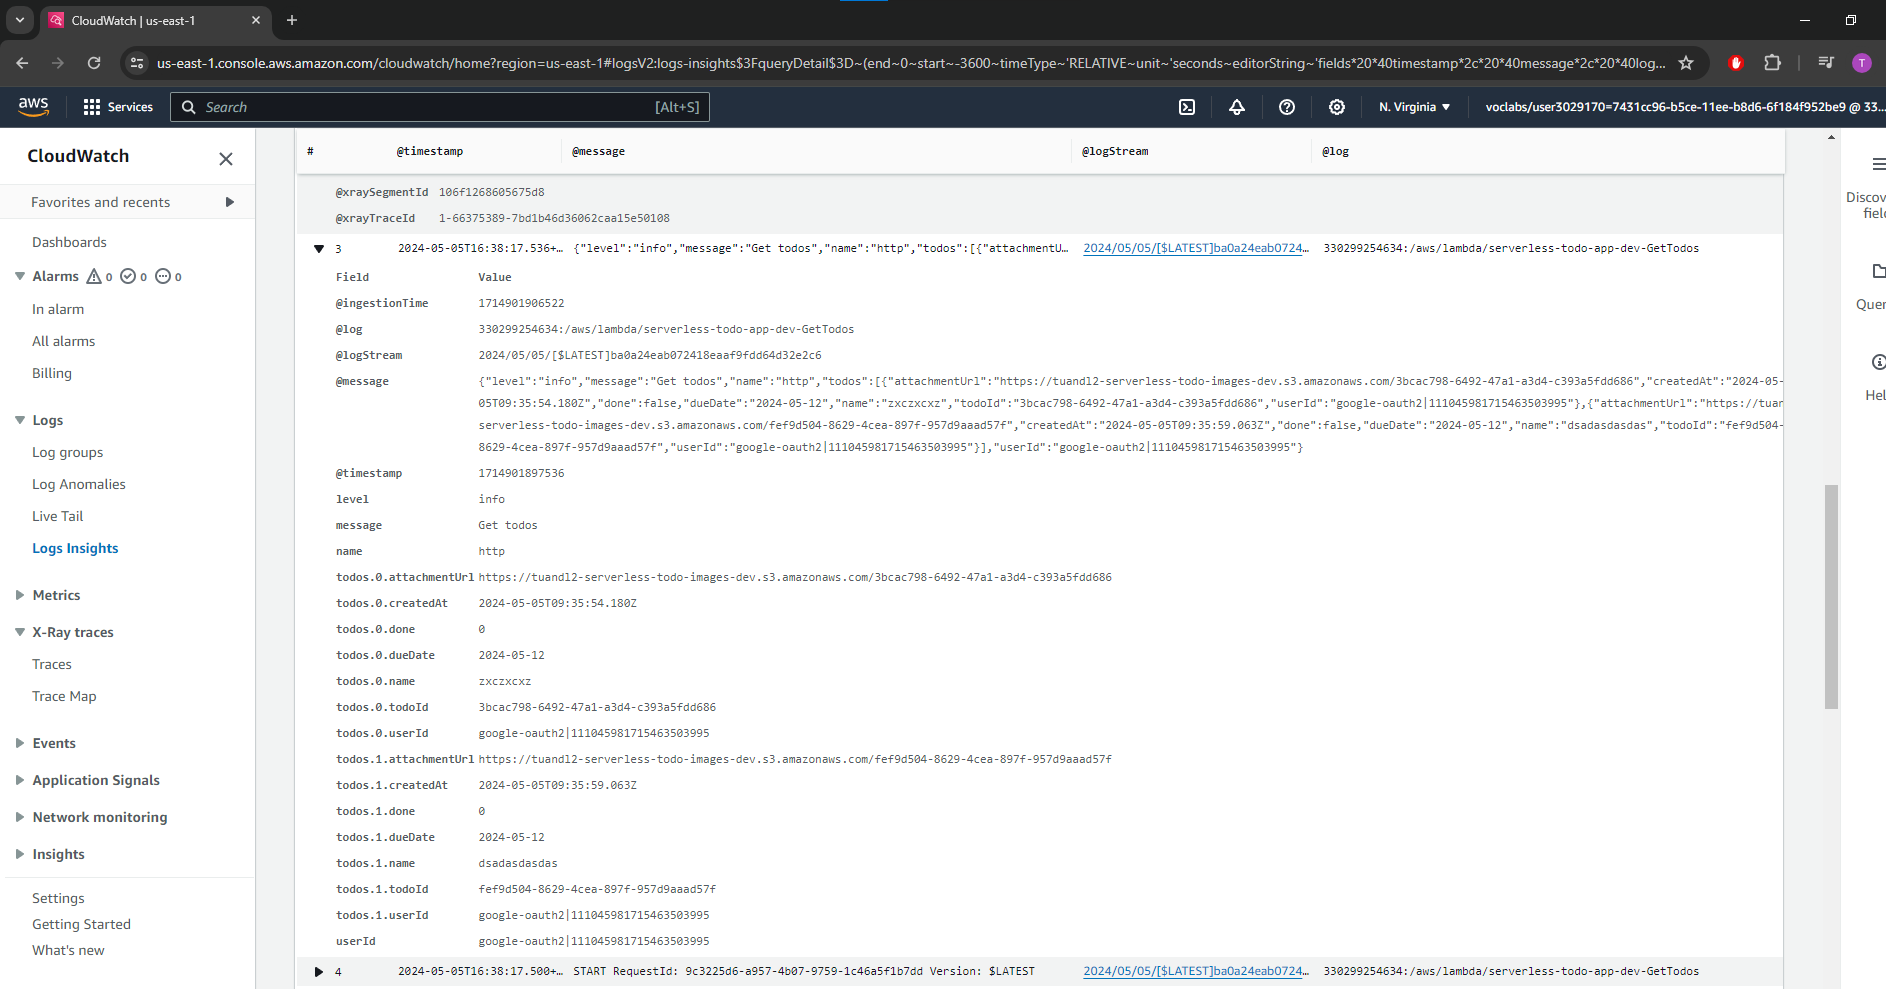 CloudWatch | us-east-1
us-east-1.console.aws.amazon.com/cloudwatch/home?region=us-east-1#logsV2:logs-insights$3FqueryDetail$3D~(end~0~start~-3600~timeType~'RELATIVE~unit~'seconds~editorString~'fields*20*40timestamp*2c*20*40message*2c*20*40log...
T
aws
Services
Search
[Alt+S]
N. Virginia
voclabs/user3029170=7431cc96-b5ce-11ee-b8d6-6f184f952be9 @ 33...
CloudWatch
Favorites and recents
Dashboards
Alarms 0 0 0
In alarm
All alarms
Billing
Logs
Log groups
Log Anomalies
Live Tail
Logs Insights
Metrics
X-Ray traces
Traces
Trace Map
Events
Application Signals
Network monitoring
Insights
Settings
Getting Started
What's new
# @timestamp @message @logStream @log
@xraySegmentId 106f1268605675d8
@xrayTraceId 1-66375389-7bd1b46d36062caa15e50108
3 2024-05-05T16:38:17.536+... {"level":"info","message":"Get todos","name":"http","todos":[{"attachmentU... 2024/05/05/[$LATEST]ba0a24eab0724... 330299254634:/aws/lambda/serverless-todo-app-dev-GetTodos
Field Value
@ingestionTime 1714901906522
@log 330299254634:/aws/lambda/serverless-todo-app-dev-GetTodos
@logStream 2024/05/05/[$LATEST]ba0a24eab072418eaaf9fdd64d32e2c6
@message {"level":"info","message":"Get todos","name":"http","todos":[{"attachmentUrl":"https://tuandl2-serverless-todo-images-dev.s3.amazonaws.com/3bcac798-6492-47a1-a3d4-c393a5fdd686","createdAt":"2024-05-
05T09:35:54.180Z","done":false,"dueDate":"2024-05-12","name":"zxczxcxz","todoId":"3bcac798-6492-47a1-a3d4-c393a5fdd686","userId":"google-oauth2|111045981715463503995"},{"attachmentUrl":"https://tuan
serverless-todo-images-dev.s3.amazonaws.com/fef9d504-8629-4cea-897f-957d9aaad57f","createdAt":"2024-05-05T09:35:59.063Z","done":false,"dueDate":"2024-05-12","name":"dsadasdasdas","todoId":"fef9d504-
8629-4cea-897f-957d9aaad57f","userId":"google-oauth2|111045981715463503995"}],"userId":"google-oauth2|111045981715463503995"}
@timestamp 1714901897536
level info
message Get todos
name http
todos.0.attachmentUrl https://tuandl2-serverless-todo-images-dev.s3.amazonaws.com/3bcac798-6492-47a1-a3d4-c393a5fdd686
todos.0.createdAt 2024-05-05T09:35:54.180Z
todos.0.done 0
todos.0.dueDate 2024-05-12
todos.0.name zxczxcxz
todos.0.todoId 3bcac798-6492-47a1-a3d4-c393a5fdd686
todos.0.userId google-oauth2|111045981715463503995
todos.1.attachmentUrl https://tuandl2-serverless-todo-images-dev.s3.amazonaws.com/fef9d504-8629-4cea-897f-957d9aaad57f
todos.1.createdAt 2024-05-05T09:35:59.063Z
todos.1.done 0
todos.1.dueDate 2024-05-12
todos.1.name dsadasdasdas
todos.1.todoId fef9d504-8629-4cea-897f-957d9aaad57f
todos.1.userId google-oauth2|111045981715463503995
userId google-oauth2|111045981715463503995
4 2024-05-05T16:38:17.500+... START RequestId: 9c3225d6-a957-4b07-9759-1c46a5f1b7dd Version: $LATEST 2024/05/05/[$LATEST]ba0a24eab0724... 330299254634:/aws/lambda/serverless-todo-app-dev-GetTodos
Discov
fiel
Quer
Hel